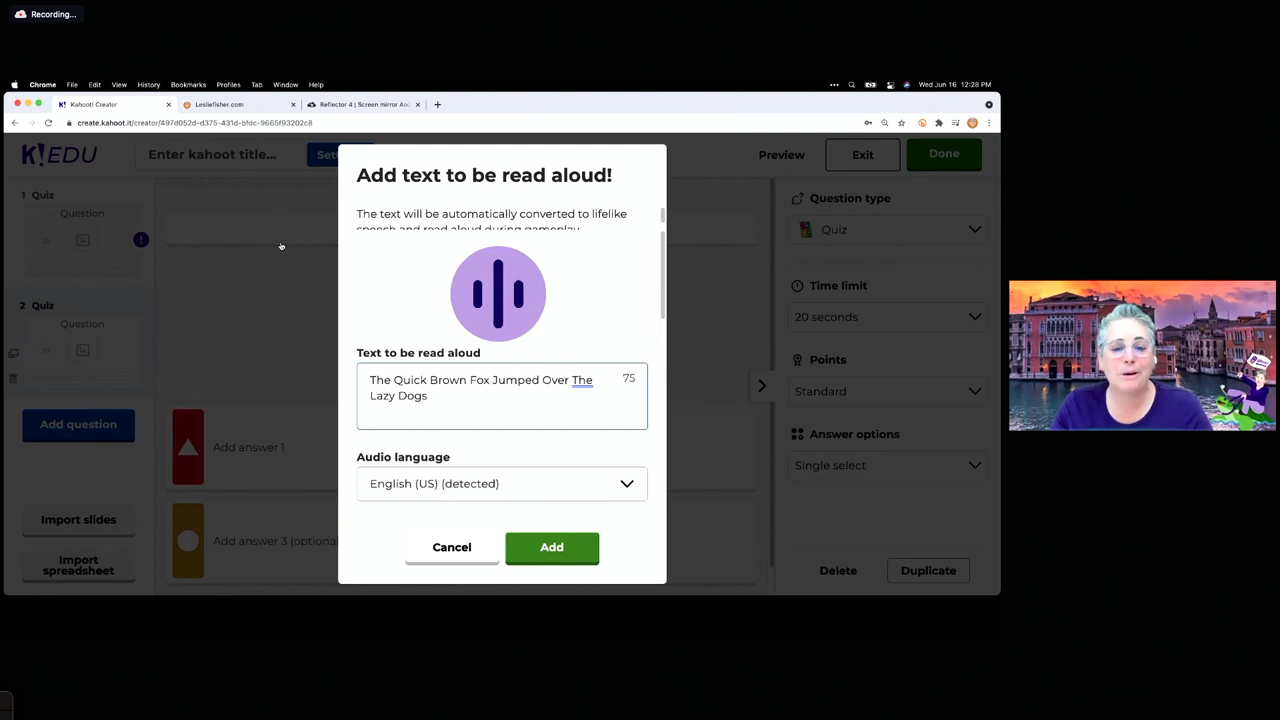 Recording...
Chrome File Edit View History Bookmarks Profiles Tab Window Help
Wed Jun 16 12:28 PM
K! Kahoot! Creator
Lesliefisher.com
Reflector 4 | Screen mirror An
create.kahoot.it/creator/497d052d-d375-431d-bfdc-9665f93202c8
K!EDU
Enter kahoot title...
Sett
Preview
Exit
Done
1 Quiz
Question
20
2 Quiz
Question
20
Add question
Import slides
Import
spreadsheet
Add answer 1
Add answer 3 (optional
Add text to be read aloud!
The text will be automatically converted to lifelike
speech and read aloud during gameplay.
Text to be read aloud
The Quick Brown Fox Jumped Over The
Lazy Dogs
75
Audio language
English (US) (detected)
Cancel
Add
Question type
Quiz
Time limit
20 seconds
Points
Standard
Answer options
Single select
Delete
Duplicate